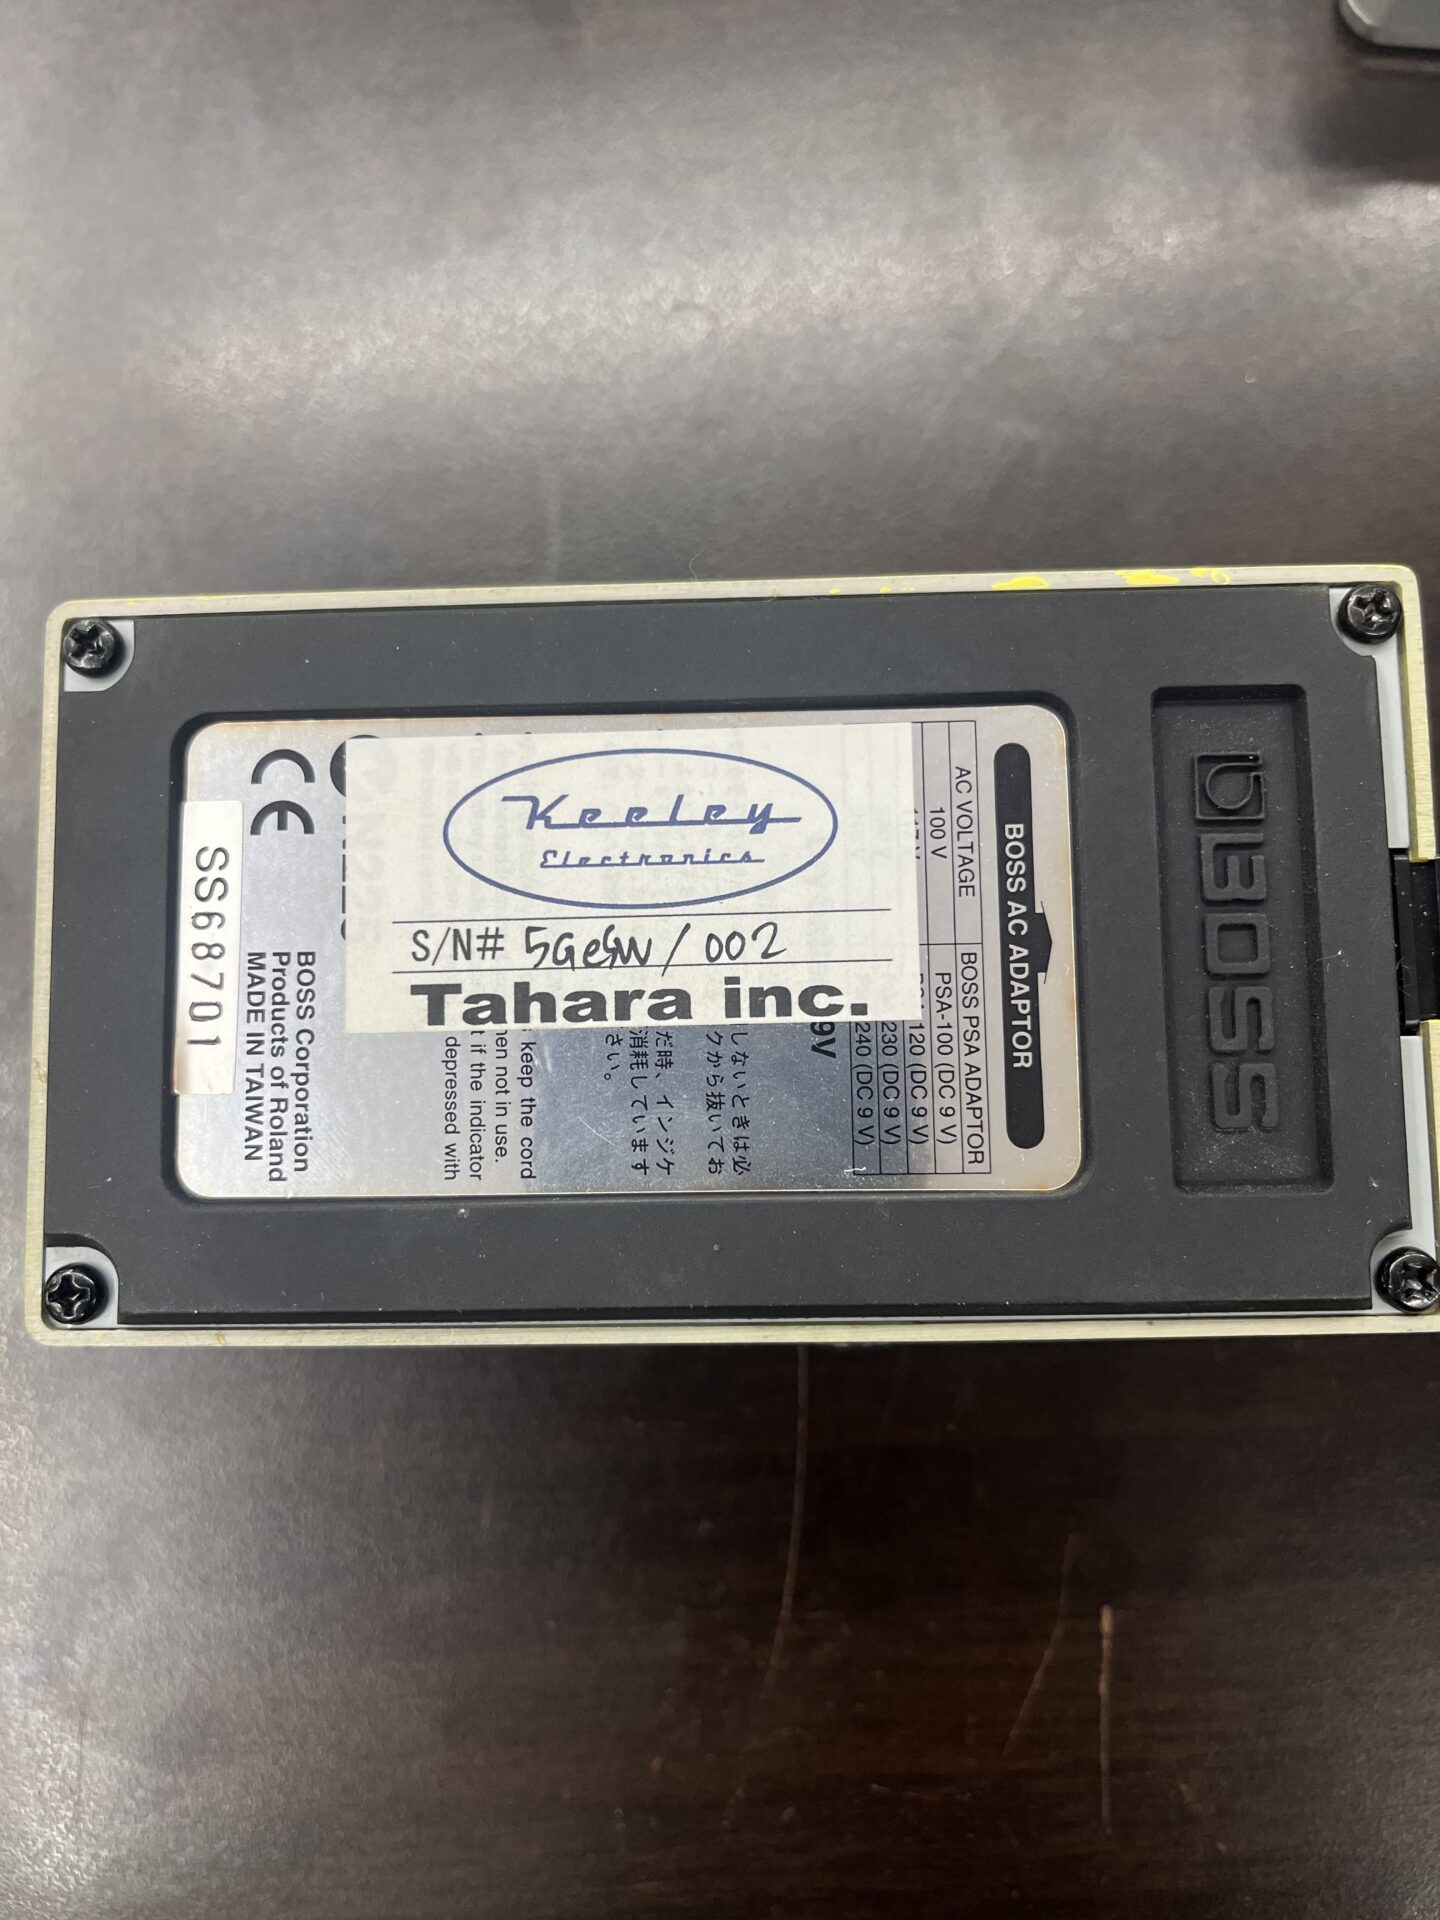 Keeley
Electronics
S/N# 5GeSW/002
Tahara inc.
BOSS
BOSS AC ADAPTOR
AC VOLTAGE BOSS PSA ADAPTOR
100 V PSA-100 (DC 9 V)
120 (DC 9 V)
230 (DC 9 V)
240 (DC 9 V)
9V
しないときは必
クから抜いてお
だ時、インジケ
消耗しています
さい。
keep the cord
not in use.
if the indicator
depressed with
CE
BOSS Corporation
Products of Roland
MADE IN TAIWAN
SS68701